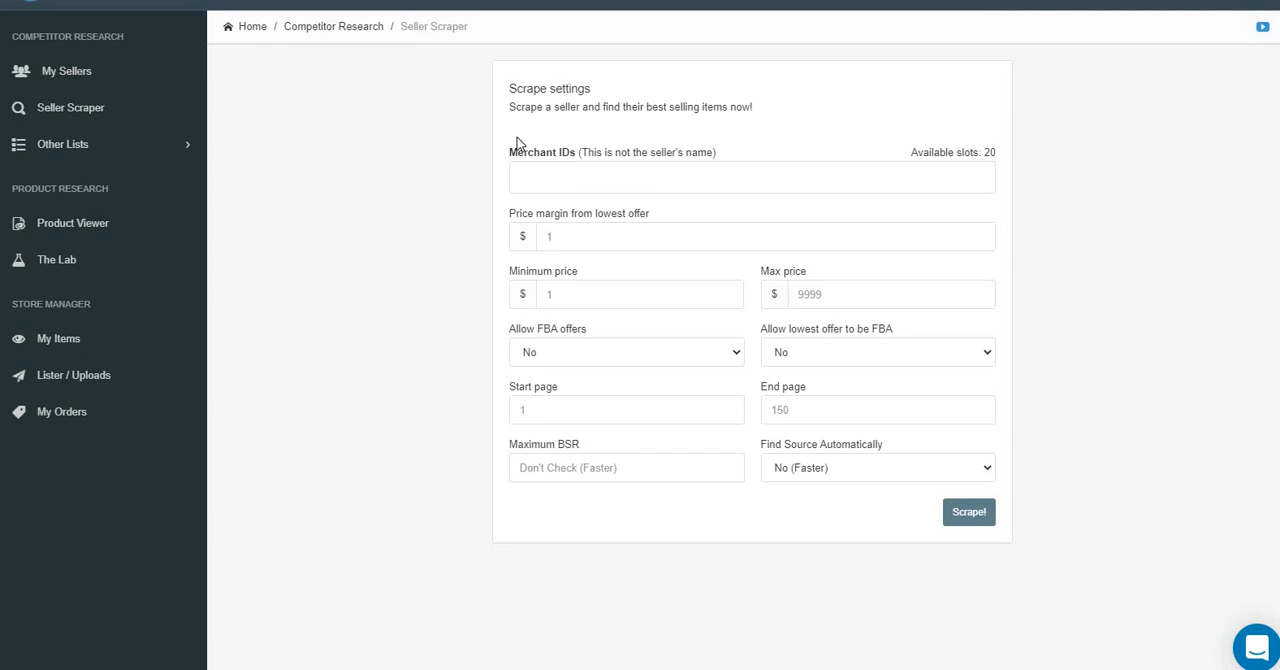 COMPETITOR RESEARCH
My Sellers
Seller Scraper
Other Lists
PRODUCT RESEARCH
Product Viewer
The Lab
STORE MANAGER
My Items
Lister / Uploads
My Orders
Home / Competitor Research / Seller Scraper
Scrape settings
Scrape a seller and find their best selling items now!
Merchant IDs (This is not the seller's name) Available slots: 20
Price margin from lowest offer
$ 1
Minimum price Max price
$ 1 $ 9999
Allow FBA offers Allow lowest offer to be FBA
No No
Start page End page
1 150
Maximum BSR Find Source Automatically
Don't Check (Faster) No (Faster)
Scrape!